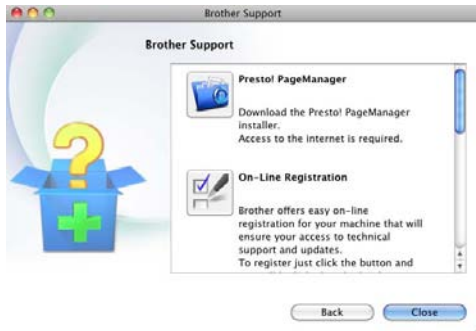 Brother Support
Brother Support
Presto! PageManager
Download the Presto! PageManager
installer.
Access to the internet is required.
On-Line Registration
Brother offers easy on-line
registration for your machine that will
ensure your access to technical
support and updates.
To register just click the button and
Back
Close